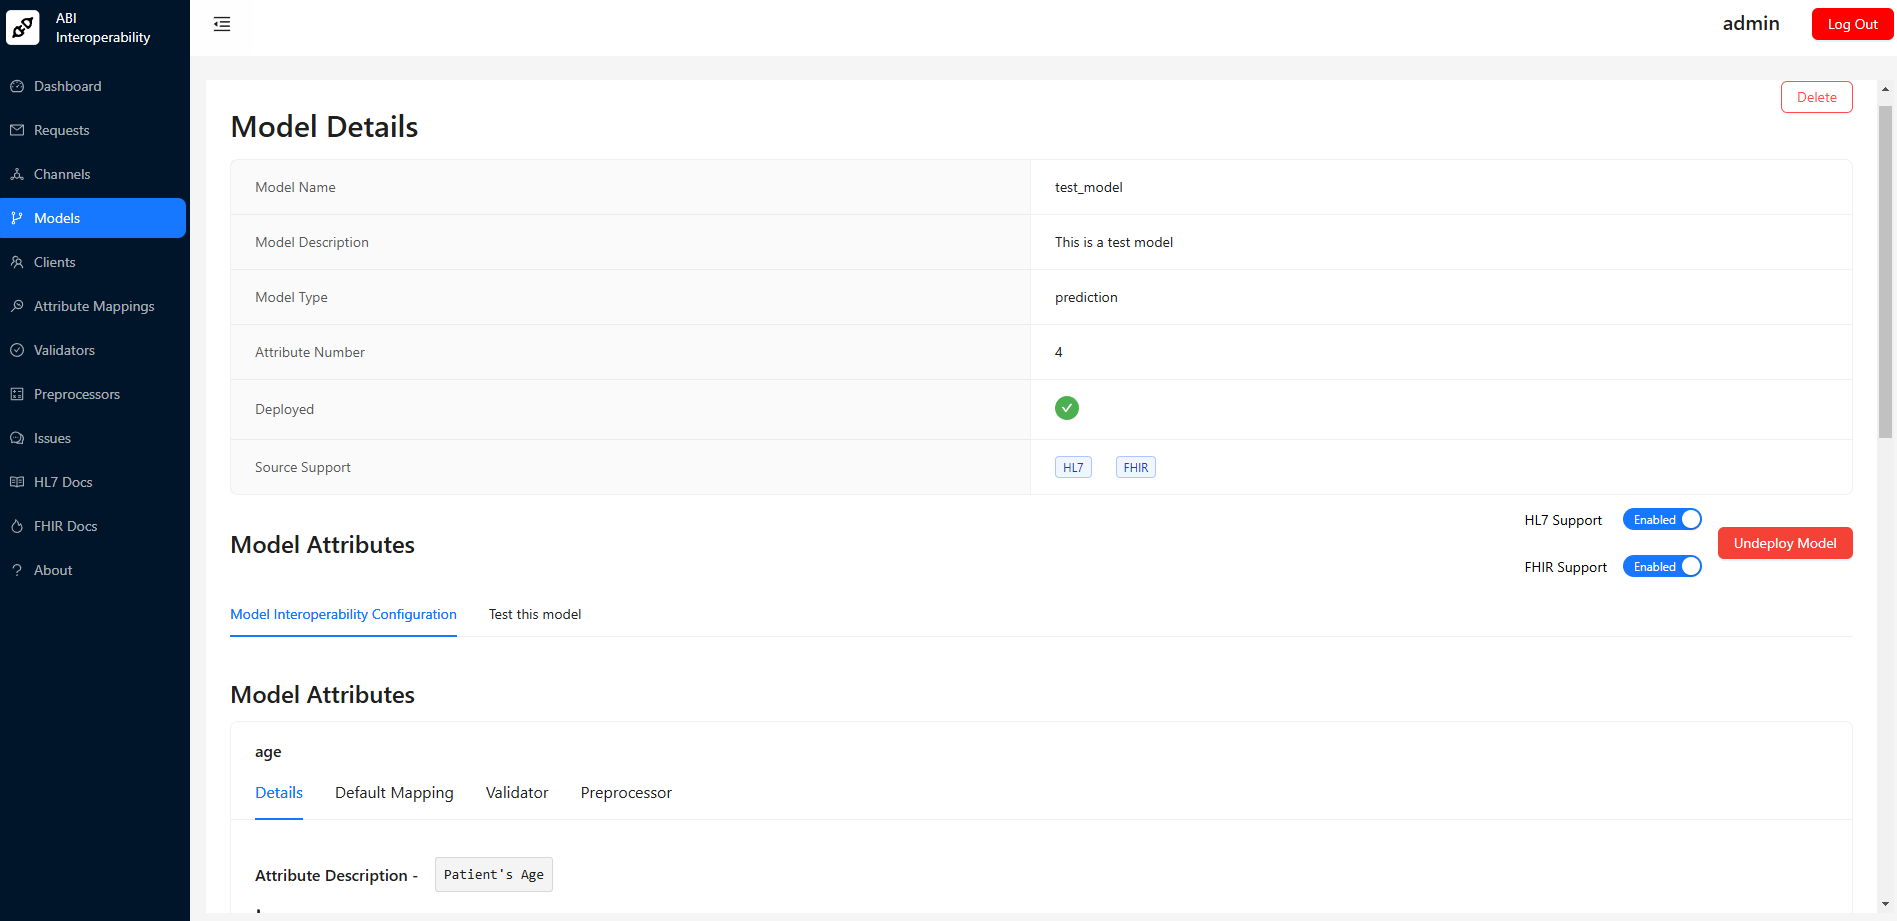 ABI
Interoperability
admin
Log Out
Dashboard
Requests
Channels
Models
Clients
Attribute Mappings
Validators
Preprocessors
Issues
HL7 Docs
FHIR Docs
About
Delete
Model Details
Model Name test_model
Model Description This is a test model
Model Type prediction
Attribute Number 4
Deployed
Source Support HL7 FHIR
HL7 Support Enabled
Model Attributes
Undeploy Model
FHIR Support Enabled
Model Interoperability Configuration Test this model
Model Attributes
age
Details Default Mapping Validator Preprocessor
Attribute Description - Patient's Age